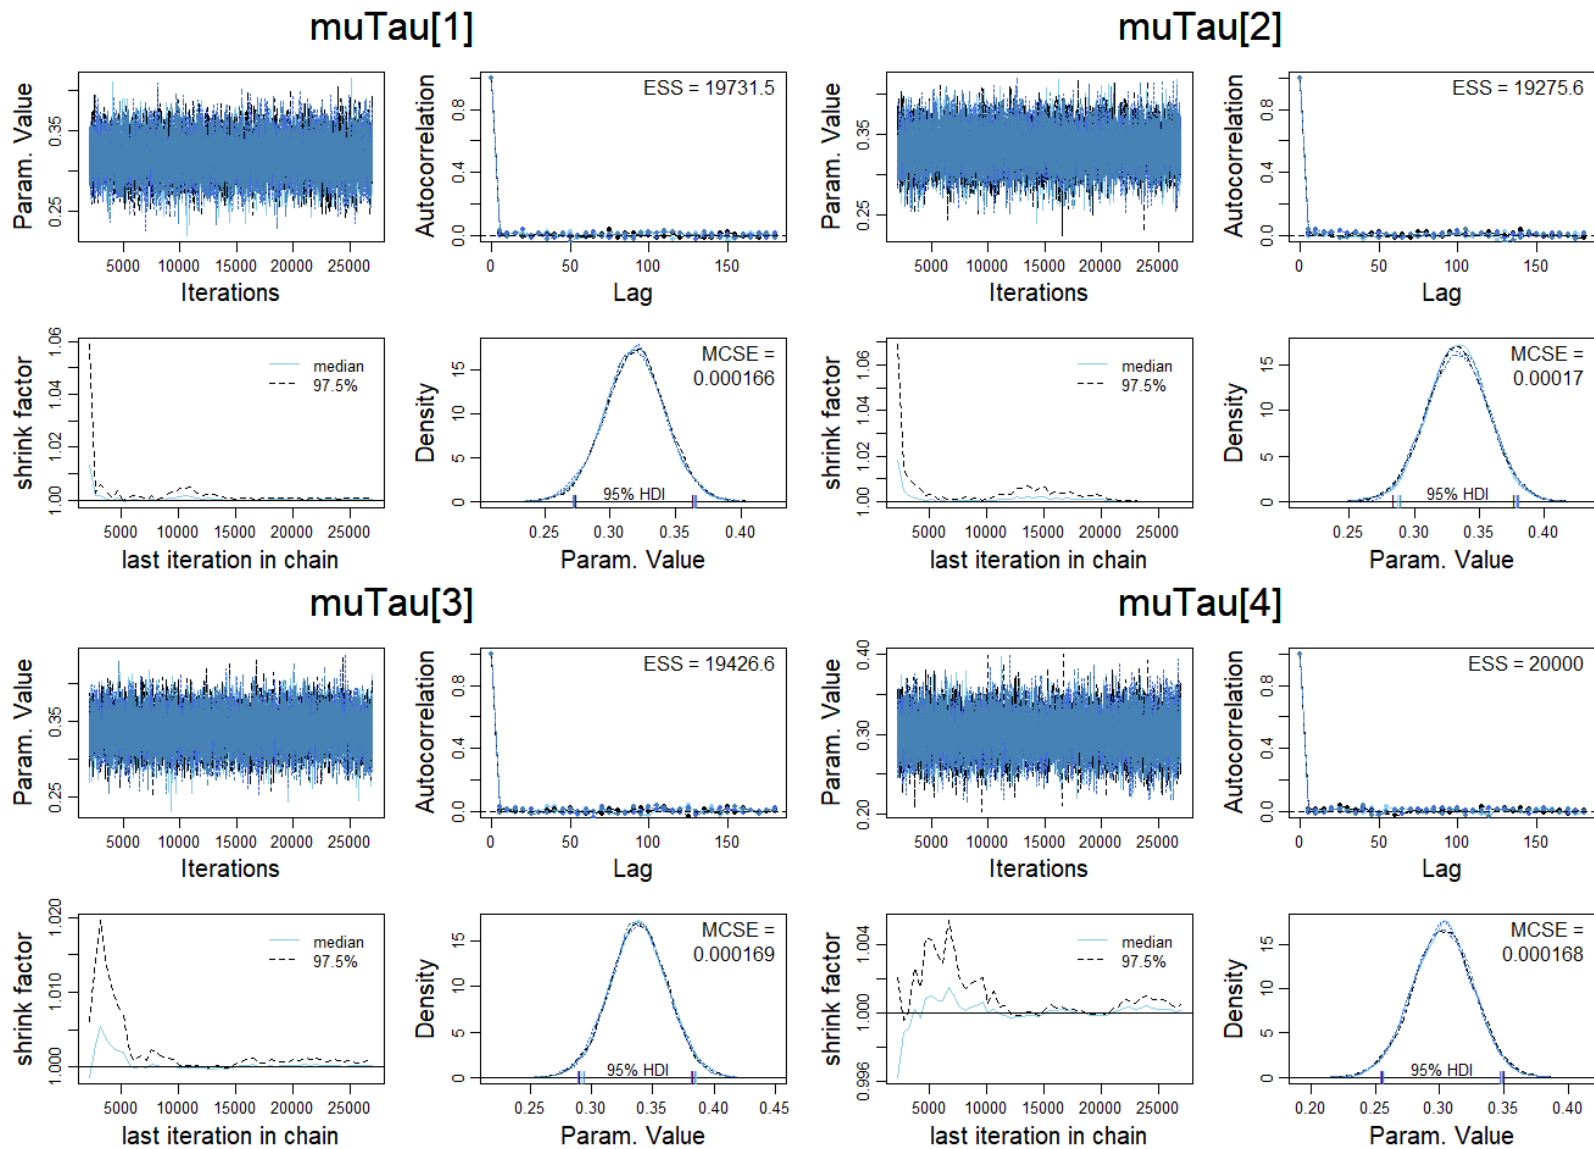 muTau[1]
Param. Value
0.25 0.35
5000 10000 15000 20000 25000
Iterations
Autocorrelation
0.0 0.4 0.8
ESS = 19731.5
0 50 100 150
Lag
shrink factor
1.00 1.02 1.04 1.06
median
97.5%
5000 10000 15000 20000 25000
last iteration in chain
Density
0 5 10 15
MCSE =
0.000166
95% HDI
0.25 0.30 0.35 0.40
Param. Value
muTau[2]
Param. Value
0.25 0.35
5000 10000 15000 20000 25000
Iterations
Autocorrelation
0.0 0.4 0.8
ESS = 19275.6
0 50 100 150
Lag
shrink factor
1.00 1.02 1.04 1.06
median
97.5%
5000 10000 15000 20000 25000
last iteration in chain
Density
0 5 10 15
MCSE =
0.00017
95% HDI
0.25 0.30 0.35 0.40
Param. Value
muTau[3]
Param. Value
0.25 0.35
5000 10000 15000 20000 25000
Iterations
Autocorrelation
0.0 0.4 0.8
ESS = 19426.6
0 50 100 150
Lag
shrink factor
1.000 1.010 1.020
median
97.5%
5000 10000 15000 20000 25000
last iteration in chain
Density
0 5 10 15
MCSE =
0.000169
95% HDI
0.25 0.30 0.35 0.40 0.45
Param. Value
muTau[4]
Param. Value
0.20 0.30 0.35 0.40
5000 10000 15000 20000 25000
Iterations
Autocorrelation
0.0 0.4 0.8
ESS = 20000
0 50 100 150
Lag
shrink factor
0.996 1.000 1.004
median
97.5%
5000 10000 15000 20000 25000
last iteration in chain
Density
0 5 10 15
MCSE =
0.000168
95% HDI
0.20 0.25 0.30 0.35 0.40
Param. Value